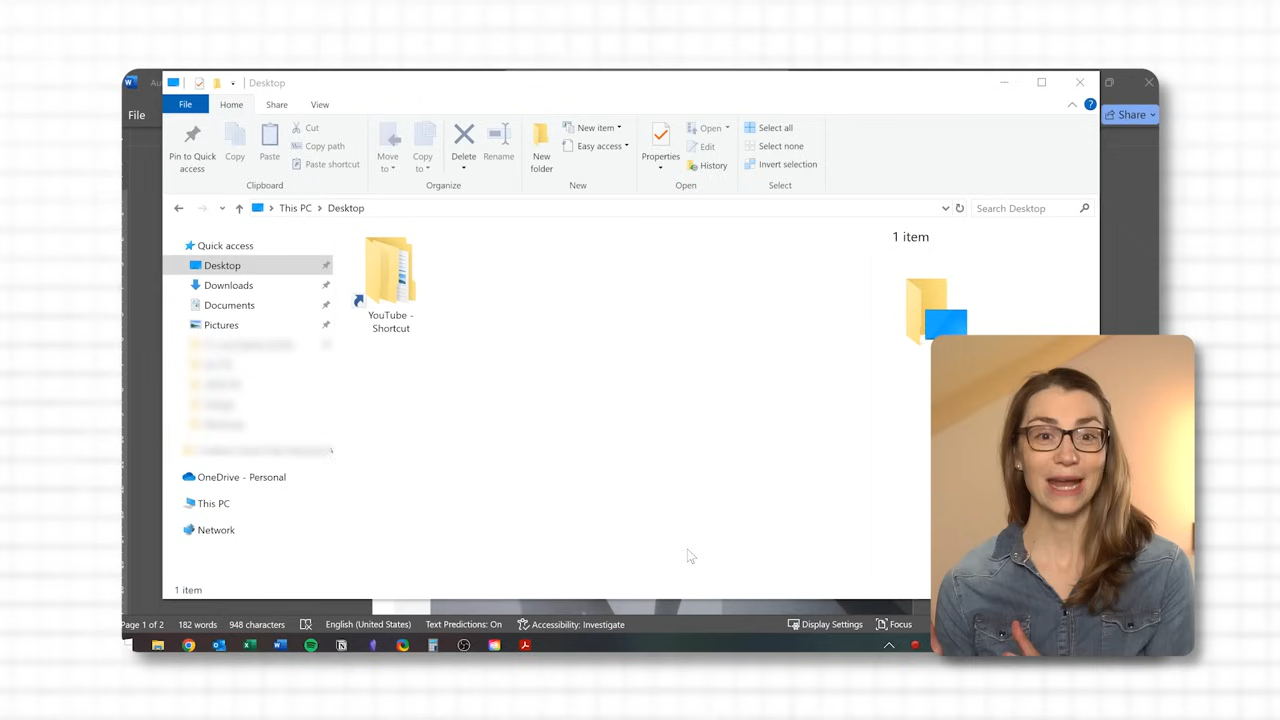 Desktop
File
Share
File Home Share View
Pin to Quick access
Copy
Paste
Cut
Copy path
Paste shortcut
Clipboard
Move to
Copy to
Delete
Rename
Organize
New folder
New item
Easy access
New
Properties
Open
Edit
History
Open
Select all
Select none
Invert selection
Select
This PC > Desktop
Search Desktop
Quick access
Desktop
Downloads
Documents
Pictures
OneDrive - Personal
This PC
Network
YouTube -
Shortcut
1 item
1 item
Page 1 of 2 182 words 948 characters English (United States) Text Predictions: On Accessibility: Investigate Display Settings Focus